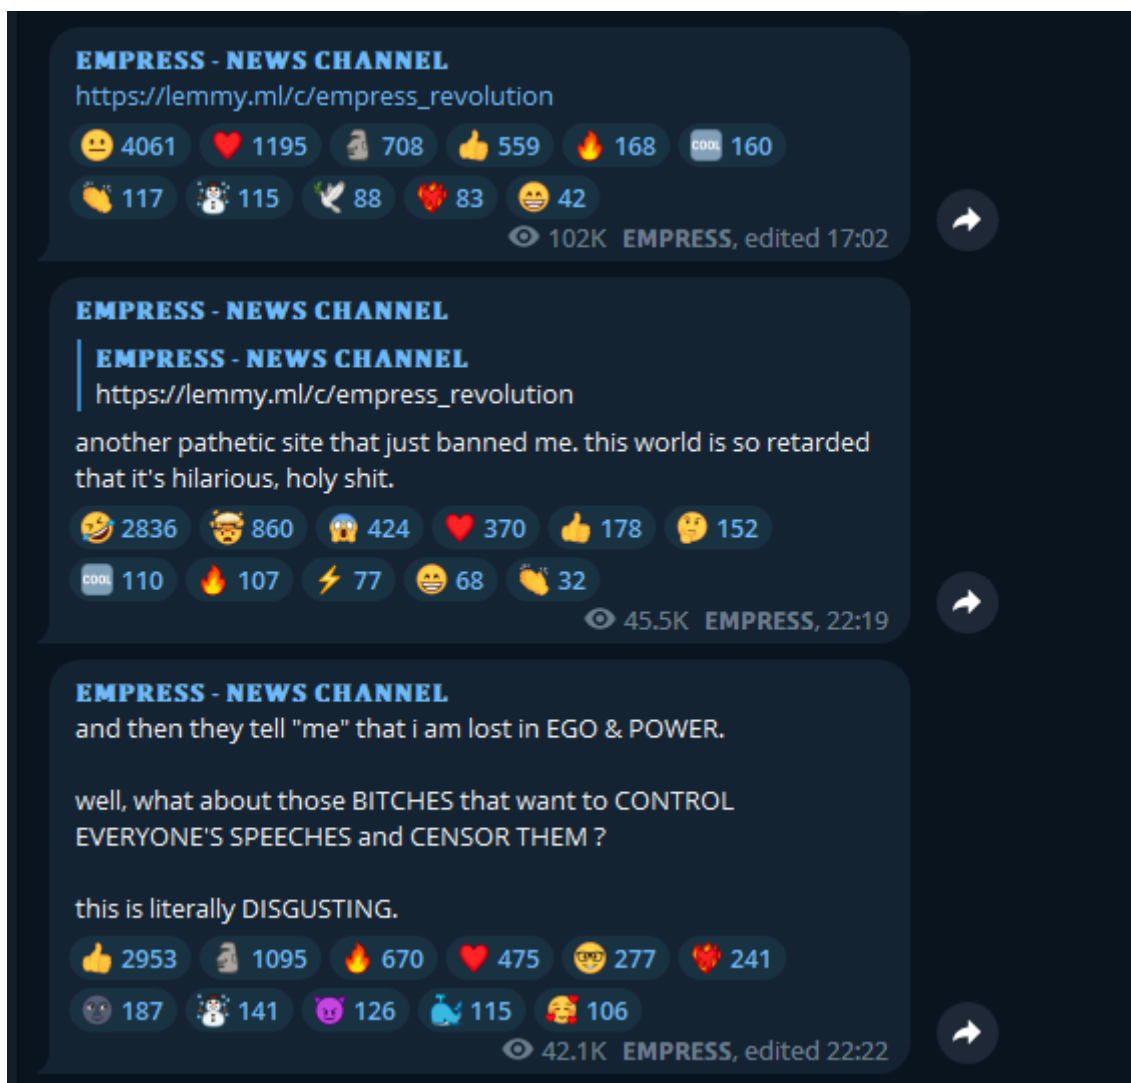 EMPRESS - NEWS CHANNEL
https://lemmy.ml/c/empress_revolution
😐 4061 ❤️ 1195 🗿 708 👍 559 🔥 168 🆒 160
👏 117 ☃️ 115 🕊 88 ❤️‍🔥 83 😁 42
102K EMPRESS, edited 17:02
EMPRESS - NEWS CHANNEL
EMPRESS - NEWS CHANNEL
https://lemmy.ml/c/empress_revolution
another pathetic site that just banned me. this world is so retarded
that it's hilarious, holy shit.
🤣 2836 🤯 860 😱 424 ❤️ 370 👍 178 🤔 152
🆒 110 🔥 107 ⚡ 77 😁 68 👏 32
45.5K EMPRESS, 22:19
EMPRESS - NEWS CHANNEL
and then they tell "me" that i am lost in EGO & POWER.
well, what about those BITCHES that want to CONTROL
EVERYONE'S SPEECHES and CENSOR THEM ?
this is literally DISGUSTING.
👍 2953 🗿 1095 🔥 670 ❤️ 475 🤓 277 ❤️‍🔥 241
🌚 187 ☃️ 141 😈 126 🐳 115 🥰 106
42.1K EMPRESS, edited 22:22